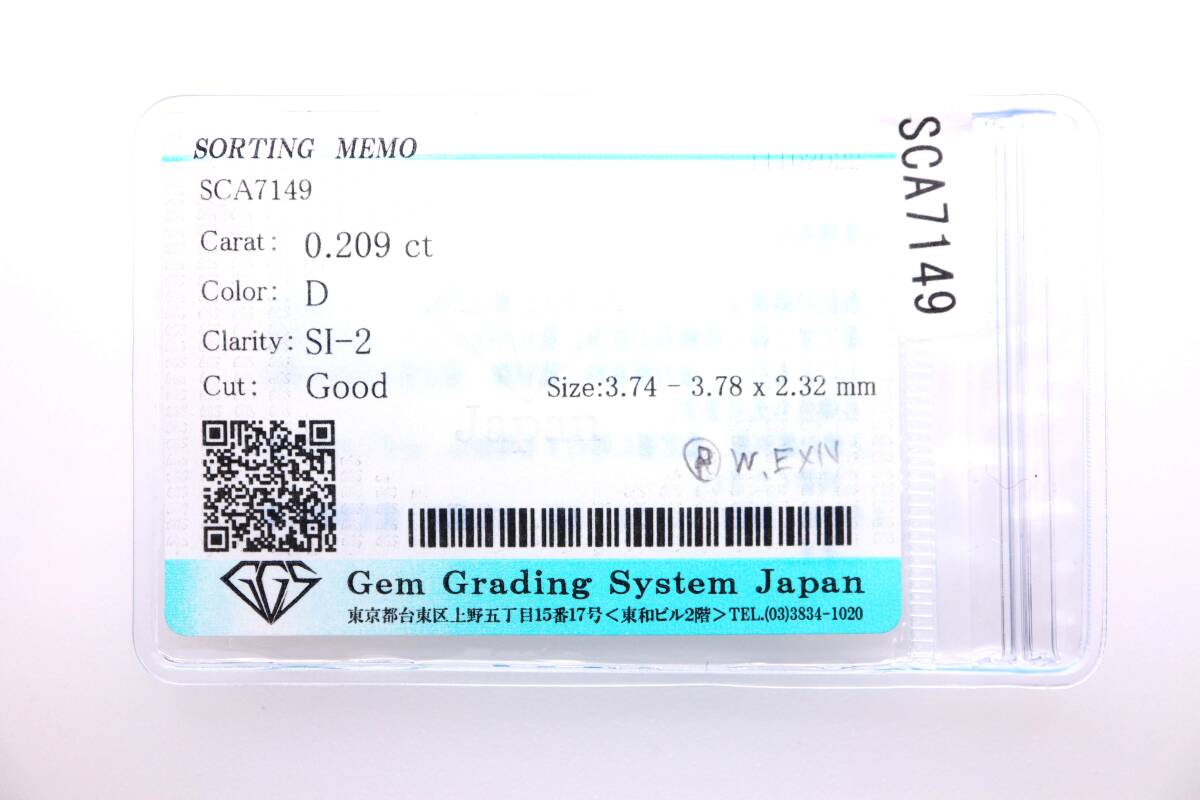 SORTING MEMO
SCA7149
Carat: 0.209 ct
Color: D
Clarity: SI-2
Cut: Good
Size:3.74 - 3.78 x 2.32 mm
R W, EXIV
GGS
Gem Grading System Japan
東京都台東区上野五丁目15番17号<東和ビル2階>TEL.(03)3834-1020
SCA7149
Japan